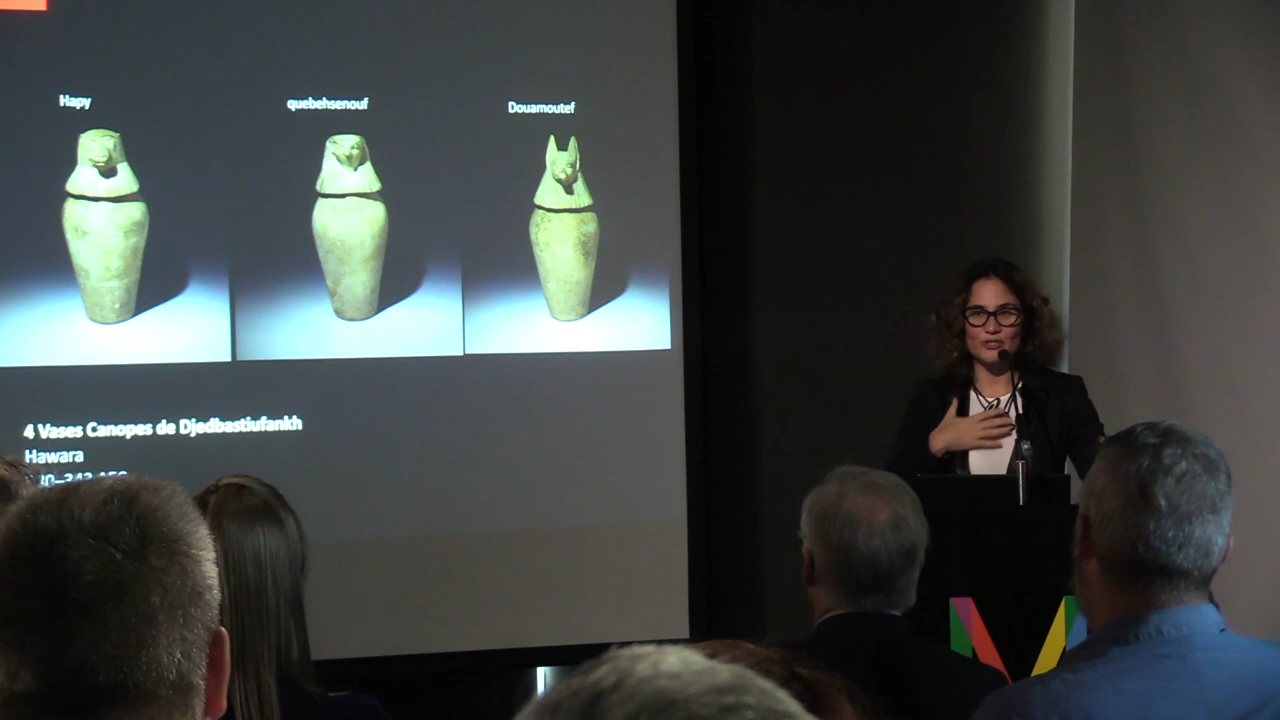 Hapy
quebehsenouf
Douamoutef
4 Vases Canopes de Djedbastiufankh
Hawara